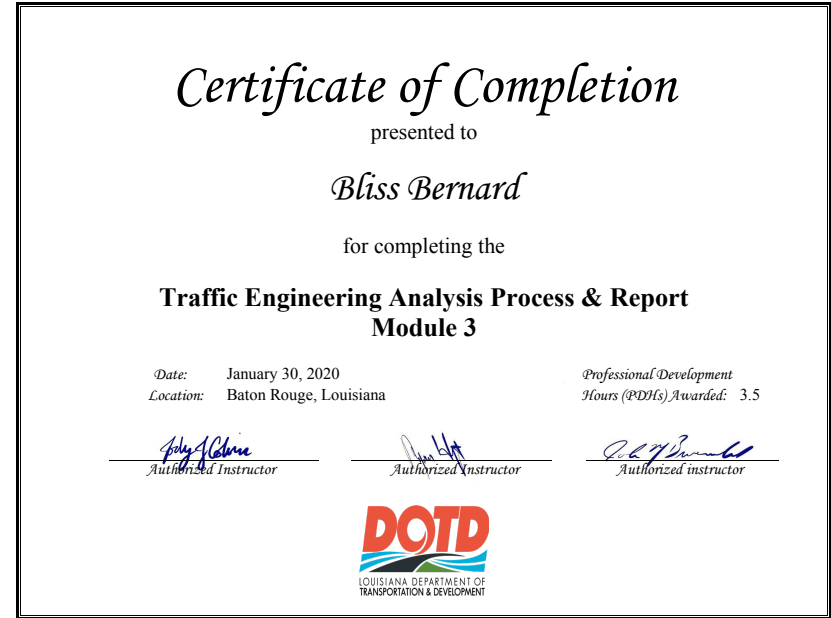 Certificate of Completion
presented to
Bliss Bernard
for completing the
Traffic Engineering Analysis Process & Report
Module 3
Date: January 30, 2020
Location: Baton Rouge, Louisiana
Professional Development
Hours (PDHs) Awarded: 3.5
Authorized Instructor
Authorized Instructor
Authorized instructor
DOTD
LOUISIANA DEPARTMENT OF
TRANSPORTATION & DEVELOPMENT